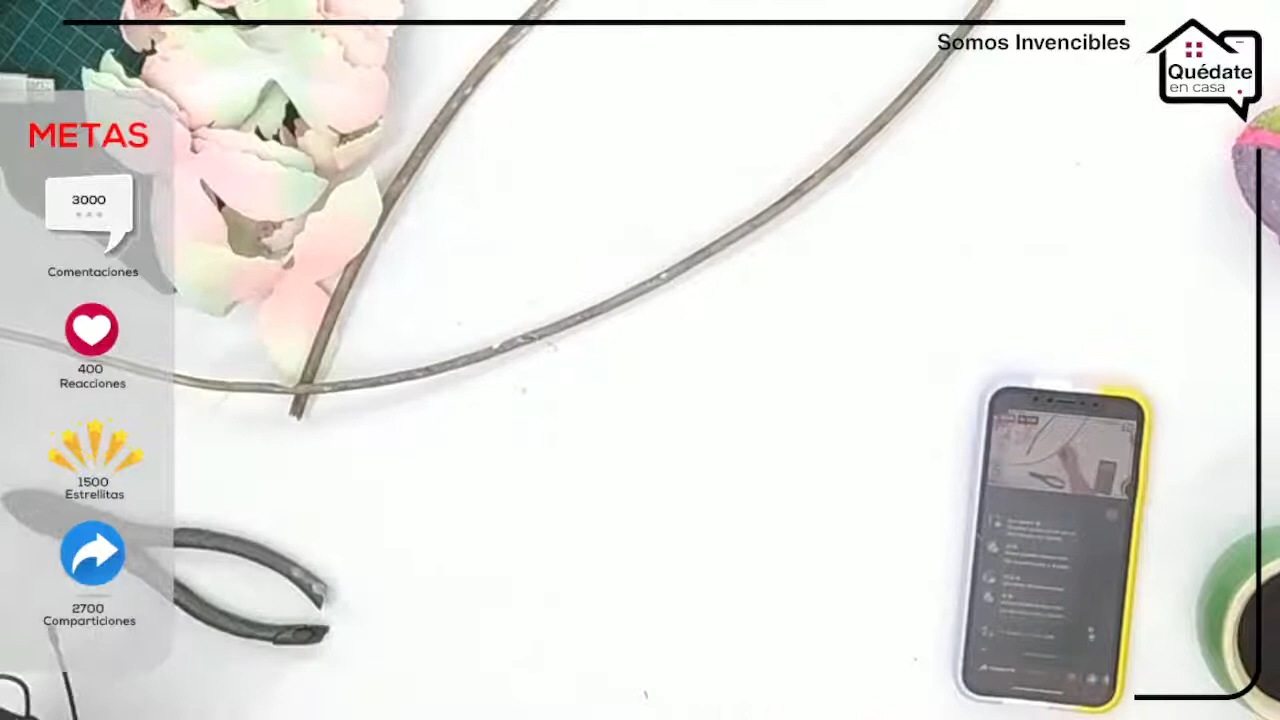 Somos Invencibles
Quédate
en casa
METAS
3000
Comentaciones
400
Reacciones
1500
Estrellitas
2700
Comparticiones